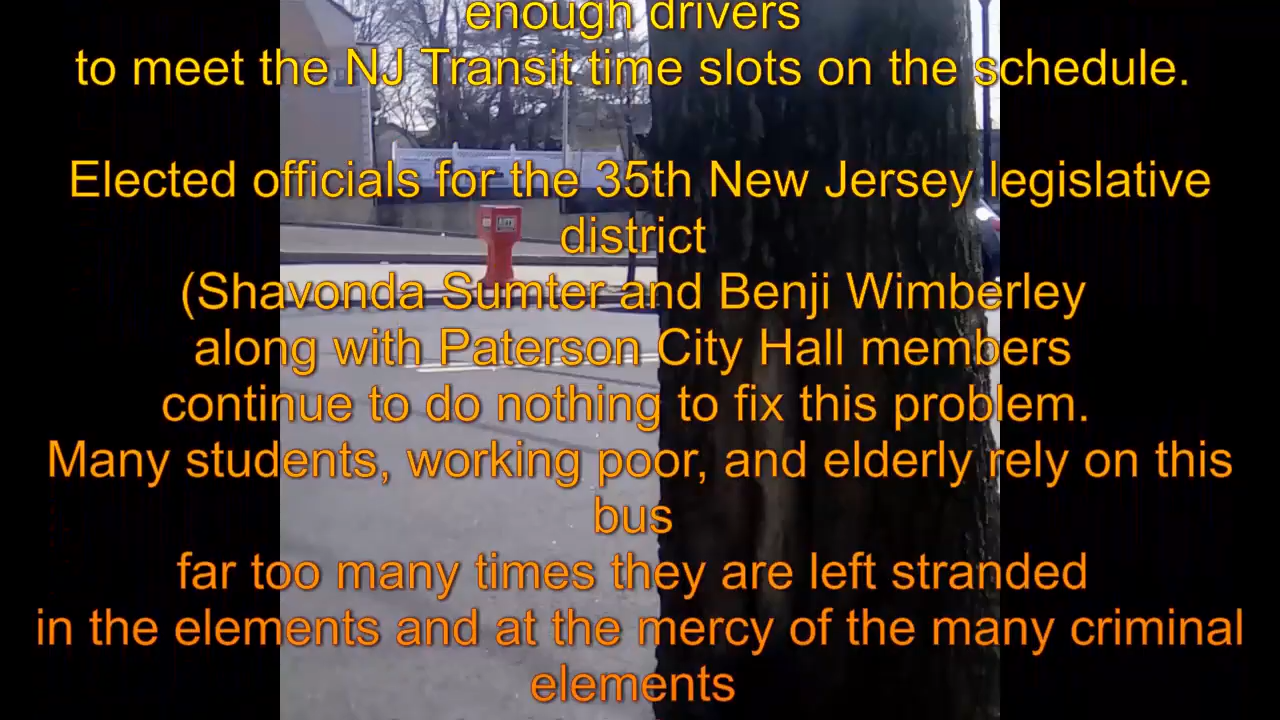 enough drivers
to meet the NJ Transit time slots on the schedule.
Elected officials for the 35th New Jersey legislative
district
(Shavonda Sumter and Benji Wimberley
along with Paterson City Hall members
continue to do nothing to fix this problem.
Many students, working poor, and elderly rely on this
bus
far too many times they are left stranded
in the elements and at the mercy of the many criminal
elements